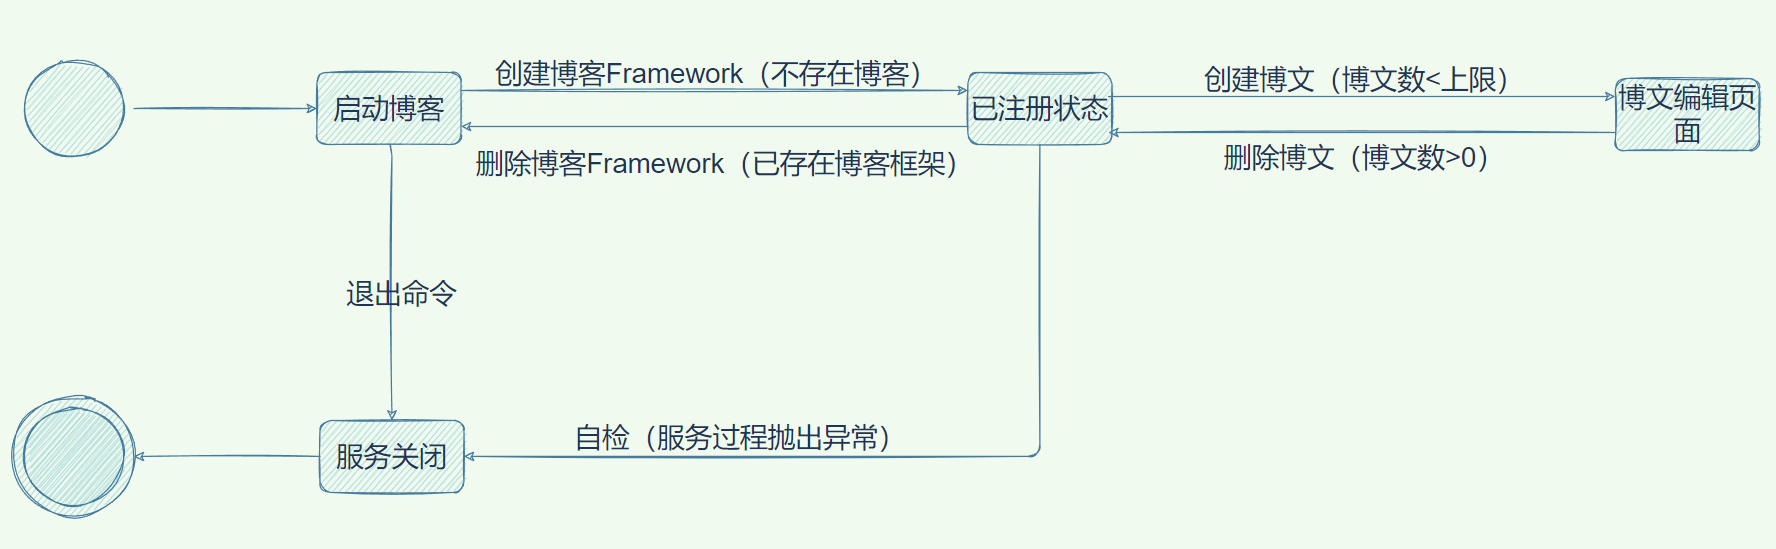 创建博客Framework（不存在博客）
启动博客
已注册状态
删除博客Framework（已存在博客框架）
创建博文（博文数<上限）
博文编辑页
面
删除博文（博文数>0）
退出命令
自检（服务过程抛出异常）
服务关闭